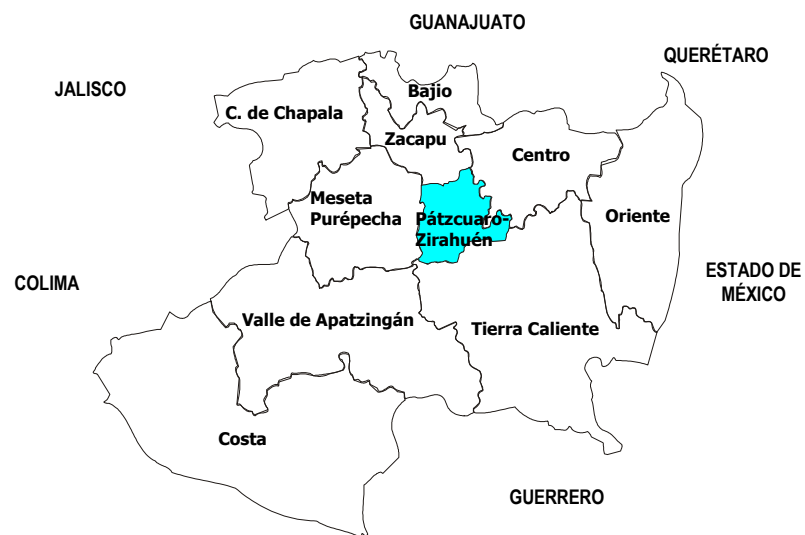 GUANAJUATO
QUERÉTARO
JALISCO
Bajio
C. de Chapala
Zacapu
Centro
Meseta
Purépecha
Pátzcuaro-
Zirahuén
Oriente
ESTADO DE
MÉXICO
COLIMA
Valle de Apatzingán
Tierra Caliente
Costa
GUERRERO